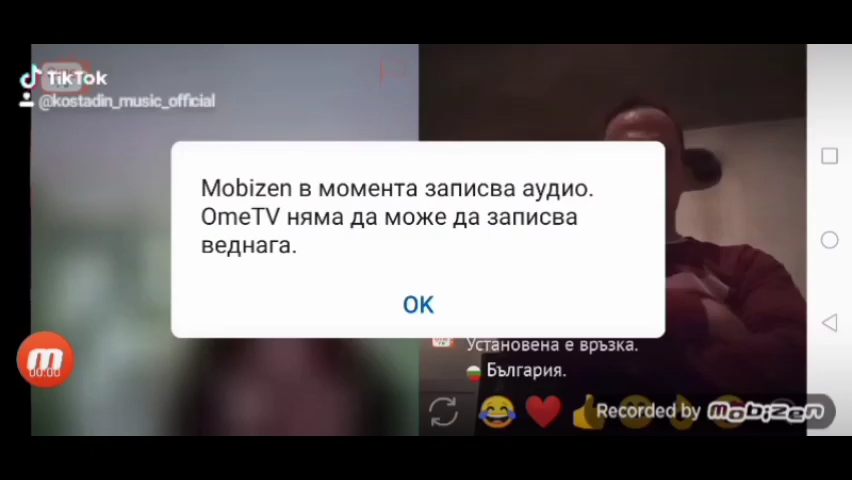 TikTok
@kostadin_music_official
Mobizen в момента записва аудио.
OmeTV няма да може да записва
веднага.
OK
Установена е връзка.
България.
00:00
Recorded by mobizen